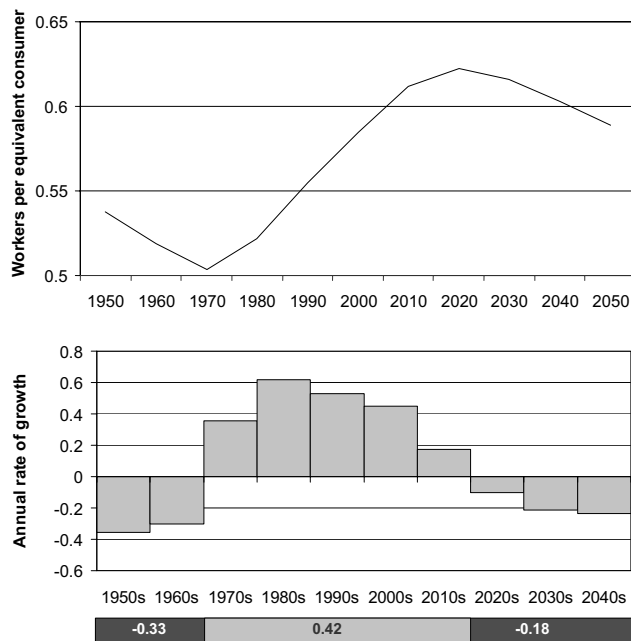 Workers per equivalent consumer
0.65
0.6
0.55
0.5
1950 1960 1970 1980 1990 2000 2010 2020 2030 2040 2050
Annual rate of growth
0.8
0.6
0.4
0.2
0
-0.2
-0.4
-0.6
1950s 1960s 1970s 1980s 1990s 2000s 2010s 2020s 2030s 2040s
-0.33 0.42 -0.18